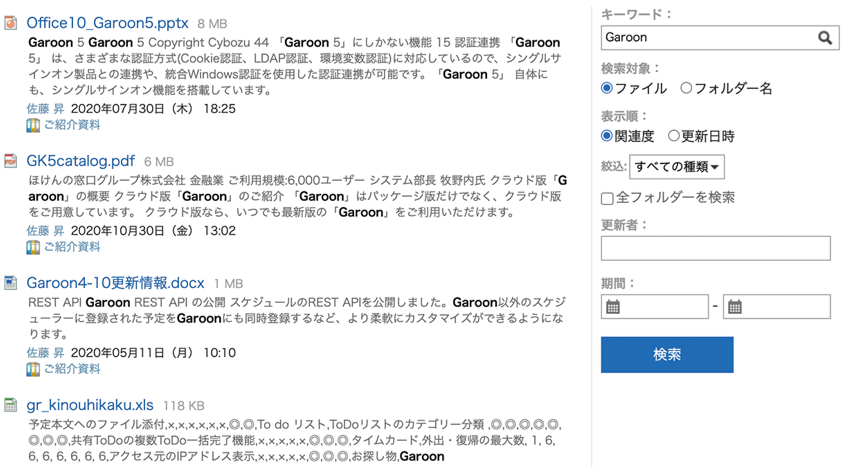 Office10_Garoon5.pptx 8 MB
Garoon 5 Garoon 5 Copyright Cybozu 44 「Garoon 5」にしかない機能 15 認証連携 「Garoon
5」 は、さまざまな認証方式(Cookie認証、LDAP認証、環境変数認証)に対応しているので、シングルサ
インオン製品との連携や、統合Windows認証を使用した認証連携が可能です。 「Garoon 5」 自体に
も、シングルサインオン機能を搭載しています。
佐藤 昇 2020年07月30日（木） 18:25
ご紹介資料
GK5catalog.pdf 6 MB
ほけんの窓口グループ株式会社 金融業 ご利用規模:6,000ユーザー システム部長 牧野内氏 クラウド版「G
aroon」の概要 クラウド版「Garoon」のご紹介 「Garoon」はパッケージ版だけでなく、クラウド版
をご用意しています。 クラウド版なら、いつでも最新版の「Garoon」をご利用いただけます。
佐藤 昇 2020年10月30日（金） 13:02
ご紹介資料
Garoon4-10更新情報.docx 1 MB
REST API Garoon REST API の公開 スケジュールのREST APIを公開しました。Garoon以外のスケジ
ューラーに登録された予定をGaroonにも同時登録するなど、より柔軟にカスタマイズができるようにな
ります。
佐藤 昇 2020年05月11日（月） 10:10
ご紹介資料
gr_kinouhikaku.xls 118 KB
予定本文へのファイル添付,×,×,×,×,×,◎,◎,To do リスト,ToDoリストのカテゴリー分類 ,◎,◎,◎,◎,◎,
◎,◎,◎,共有ToDoの複数ToDo一括完了機能,×,×,×,×,×,◎,◎,◎,タイムカード,外出・復帰の最大数, 1, 6,
6, 6, 6, 6, 6, 6,アクセス元のIPアドレス表示,×,×,×,×,×,◎,◎,◎,お探し物,Garoon
キーワード：
Garoon
検索対象：
ファイル フォルダー名
表示順：
関連度 更新日時
絞込: すべての種類
全フォルダーを検索
更新者：
期間：
-
検索